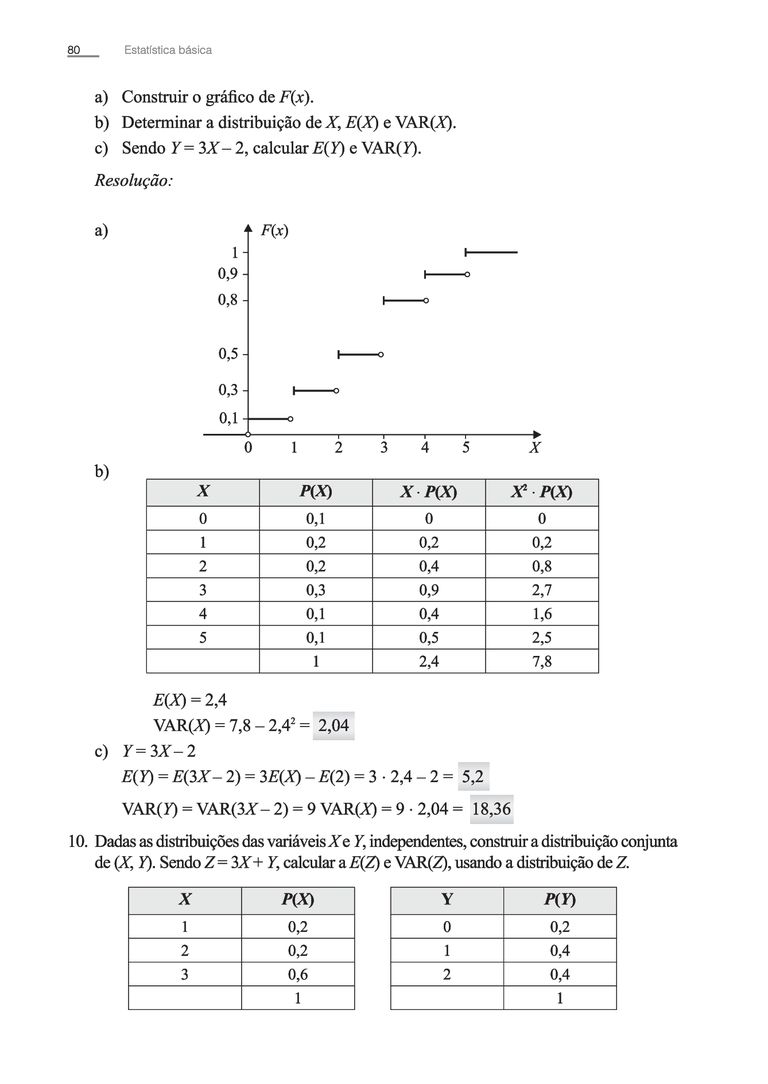 80 Estatística básica
a) Construir o gráfico de F(x).
b) Determinar a distribuição de X, E(X) e VAR(X).
c) Sendo Y = 3X – 2, calcular E(Y) e VAR(Y).
Resolução:
a)
F(x)
1
0,9
0,8
0,5
0,3
0,1
0 1 2 3 4 5 X
b)
X P(X) X · P(X) X² · P(X)
0 0,1 0 0
1 0,2 0,2 0,2
2 0,2 0,4 0,8
3 0,3 0,9 2,7
4 0,1 0,4 1,6
5 0,1 0,5 2,5
1 2,4 7,8
E(X) = 2,4
VAR(X) = 7,8 – 2,4² = 2,04
c) Y = 3X – 2
E(Y) = E(3X – 2) = 3E(X) – E(2) = 3 · 2,4 – 2 = 5,2
VAR(Y) = VAR(3X – 2) = 9 VAR(X) = 9 · 2,04 = 18,36
10. Dadas as distribuições das variáveis X e Y, independentes, construir a distribuição conjunta
de (X, Y). Sendo Z = 3X + Y, calcular a E(Z) e VAR(Z), usando a distribuição de Z.
X P(X) Y P(Y)
1 0,2 0 0,2
2 0,2 1 0,4
3 0,6 2 0,4
1 1